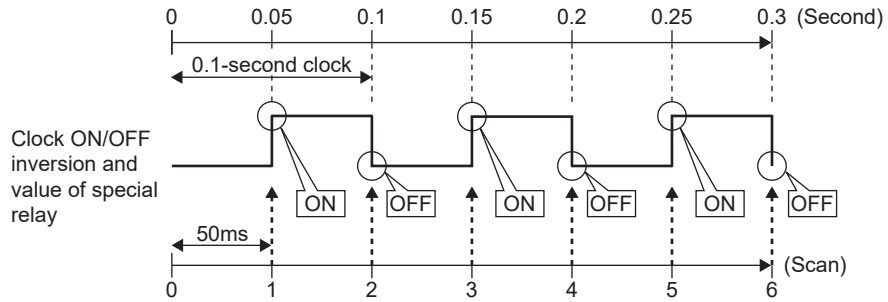 0 0.05 0.1 0.15 0.2 0.25 0.3 (Second)
0.1-second clock
Clock ON/OFF
inversion and
value of special
relay
ON OFF ON OFF ON OFF
50ms
(Scan)
0 1 2 3 4 5 6